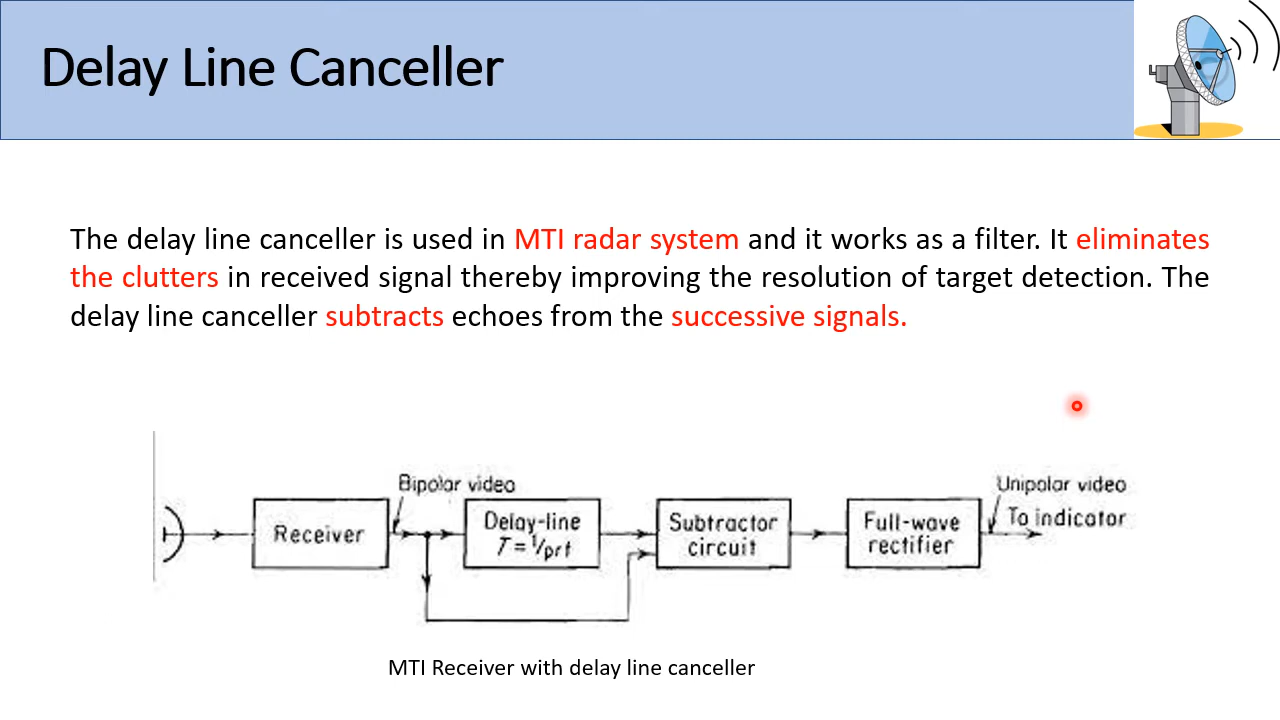 Delay Line Canceller
The delay line canceller is used in MTI radar system and it works as a filter. It eliminates
the clutters in received signal thereby improving the resolution of target detection. The
delay line canceller subtracts echoes from the successive signals.
Bipolar video
Unipolar video
To indicator
Receiver
Delay-line
T = 1/prf
Subtractor
circuit
Full-wave
rectifier
MTI Receiver with delay line canceller